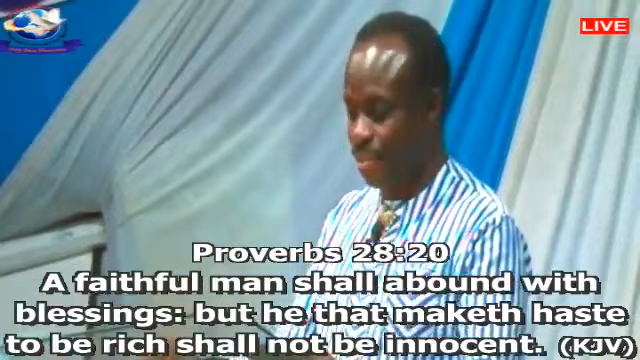 LIVE
Proverbs 28:20
A faithful man shall abound with
blessings: but he that maketh haste
to be rich shall not be innocent. (KJV)